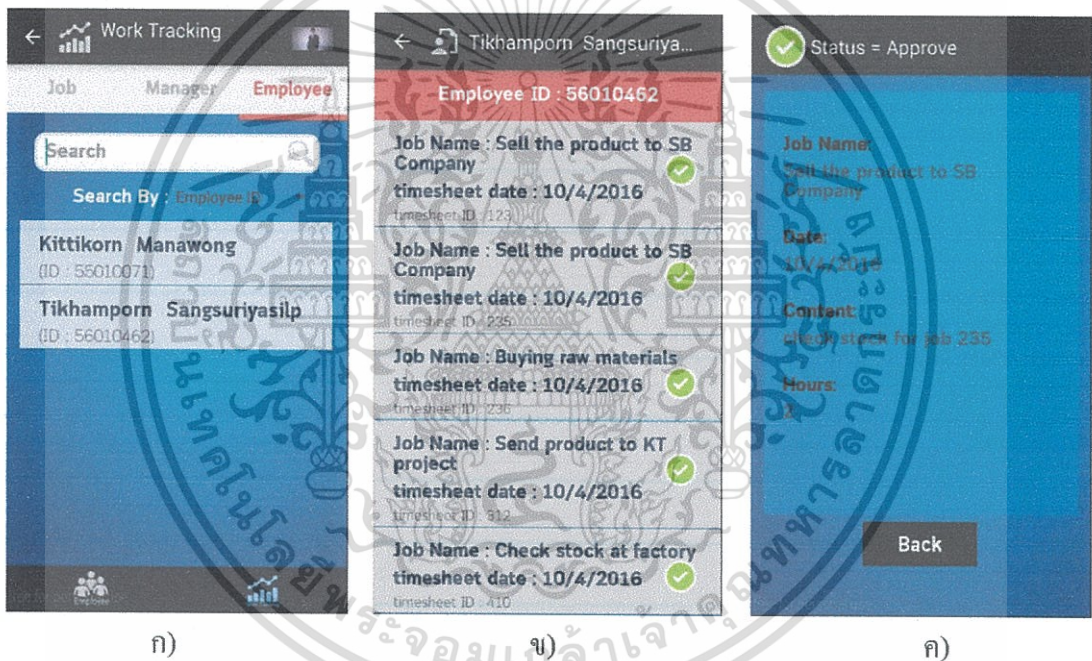 Work Tracking
Job Manager Employee
Search
Search By : Employee ID
Kittikorn Manawong
(ID : 55010071)
Tikhamporn Sangsuriyasilp
(ID : 56010462)
Employee
ก)
Tikhamporn Sangsuriya...
Employee ID : 56010462
Job Name : Sell the product to SB
Company
timesheet date : 10/4/2016
timesheet ID : 123
Job Name : Sell the product to SB
Company
timesheet date : 10/4/2016
timesheet ID : 235
Job Name : Buying raw materials
timesheet date : 10/4/2016
timesheet ID : 236
Job Name : Send product to KT
project
timesheet date : 10/4/2016
timesheet ID : 312
Job Name : Check stock at factory
timesheet date : 10/4/2016
timesheet ID : 410
ข)
Status = Approve
Job Name:
Sell the product to SB
Company
Date:
10/4/2016
Content:
check stock for job 235
Hours:
2
Back
ค)